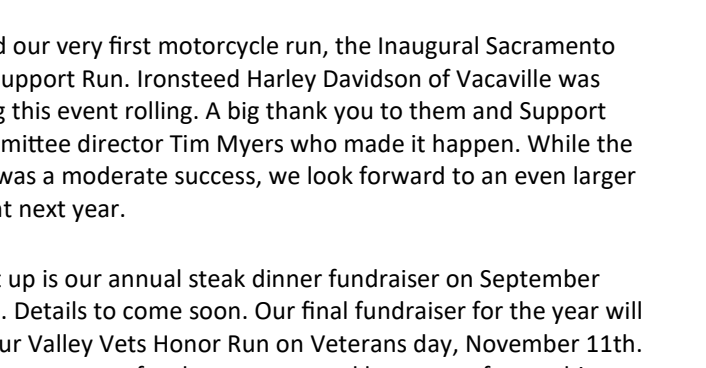 our very first motorcycle run, the Inaugural Sacramento
upport Run. Ironsteed Harley Davidson of Vacaville was
this event rolling. A big thank you to them and Support
mittee director Tim Myers who made it happen. While the
was a moderate success, we look forward to an even larger
next year.
up is our annual steak dinner fundraiser on September
. Details to come soon. Our final fundraiser for the year will
ur Valley Vets Honor Run on Veterans day, November 11th.